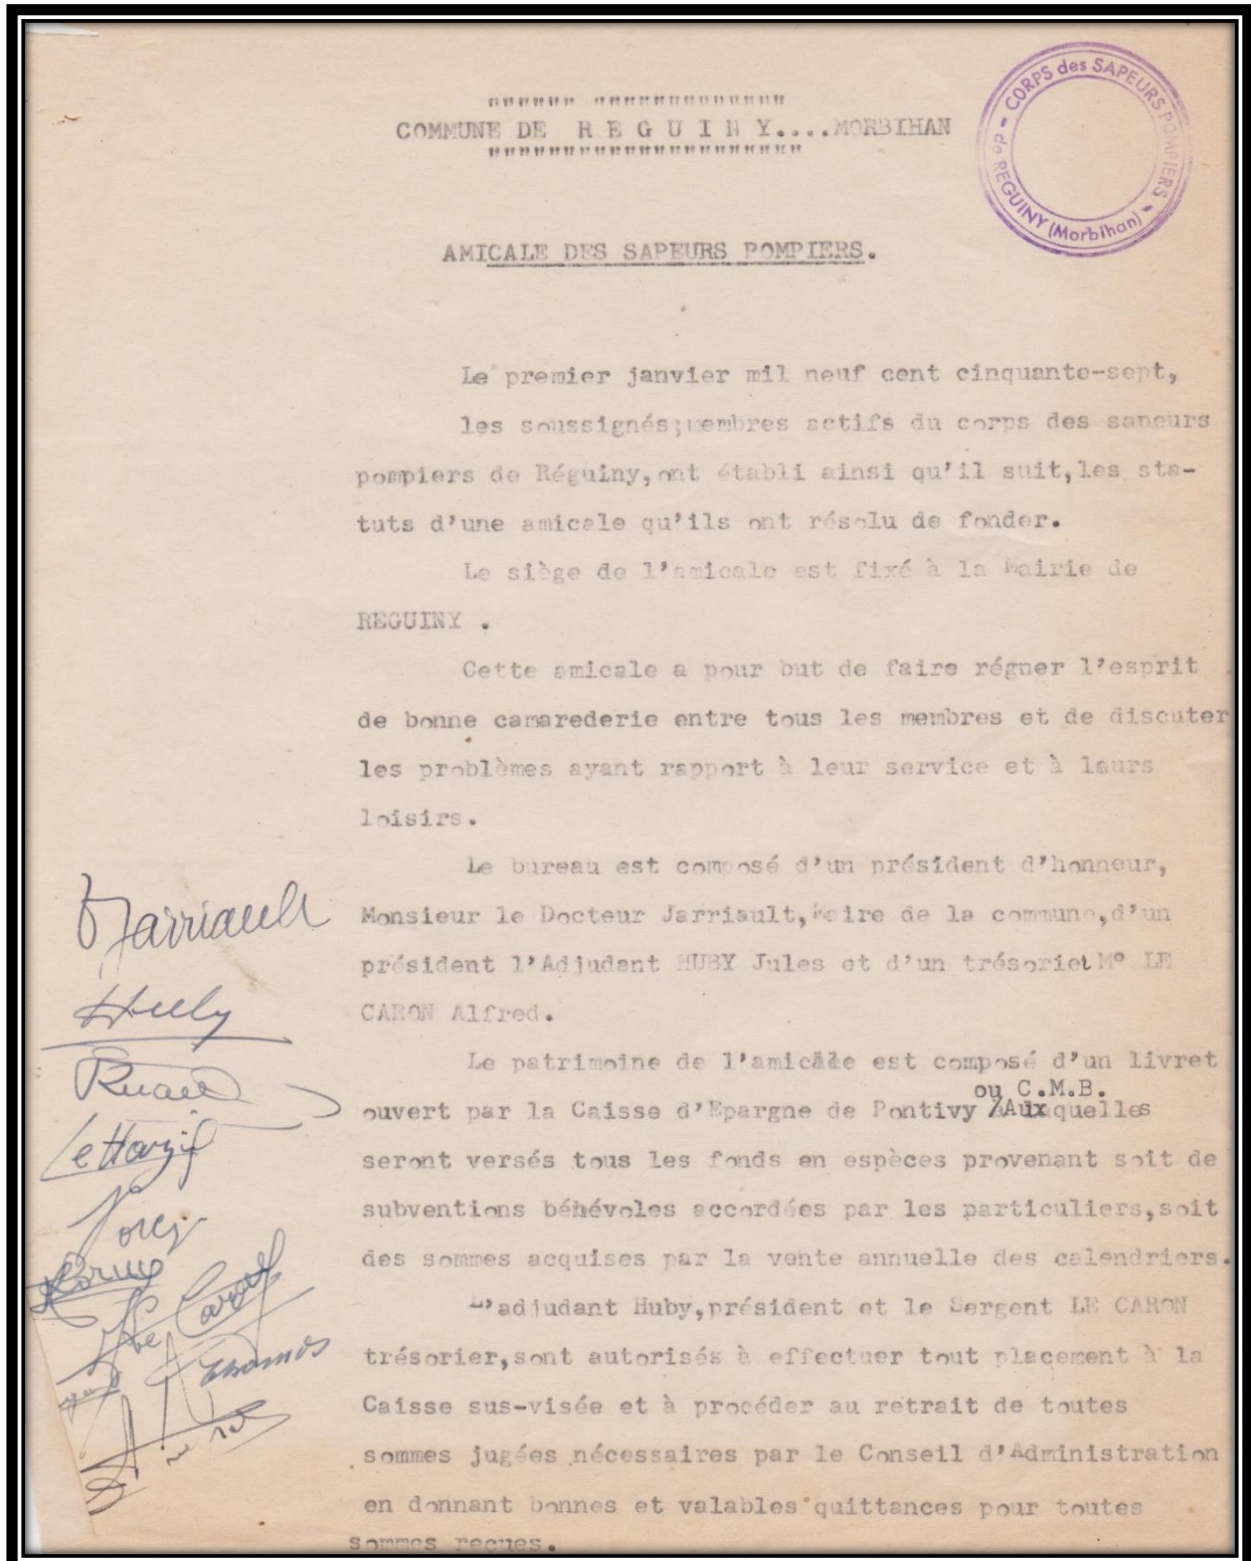 """"" """""""""""""
COMMUNE DE R E G U I N Y....MORBIHAN
"""""""""""""""""""""
CORPS des SAPEURS POMPIERS - de REGUINY (Morbihan) -
AMICALE DES SAPEURS POMPIERS.
Le premier janvier mil neuf cent cinquante-sept,
les soussignés;membres actifs du corps des sapeurs
pompiers de Réguiny,ont établi ainsi qu'il suit,les sta-
tuts d'une amicale qu'ils ont résolu de fonder.
Le siège de l'amicale est fixé à la Mairie de
REGUINY .
Cette amicale a pour but de faire régner l'esprit
de bonne camarederie entre tous les membres et de discuter
les problèmes ayant rapport à leur service et à leurs
loisirs.
Le bureau est composé d'un président d'honneur,
Monsieur le Docteur Jarriault,Maire de la commune,d'un
président l'Adjudant HUBY Jules et d'un trésorier M° LE
CARON Alfred.
Le patrimoine de l'amicale est composé d'un livret
ou C.M.B.
ouvert par la Caisse d'Epargne de Pontivy /Auxquelles
seront versés tous les fonds en espèces provenant soit de
subventions béhévoles accordées par les particuliers,soit
des sommes acquises par la vente annuelle des calendriers.
L'adjudant Huby,président et le Sergent LE CARON
trésorier,sont autorisés à effectuer tout placement à la
Caisse sus-visée et à procéder au retrait de toutes
sommes jugées nécessaires par le Conseil d'Administration
en donnant bonnes et valables quittances pour toutes
sommes reçues.
Jarriault
Huby
Ruaud
Le Caron
Thomas